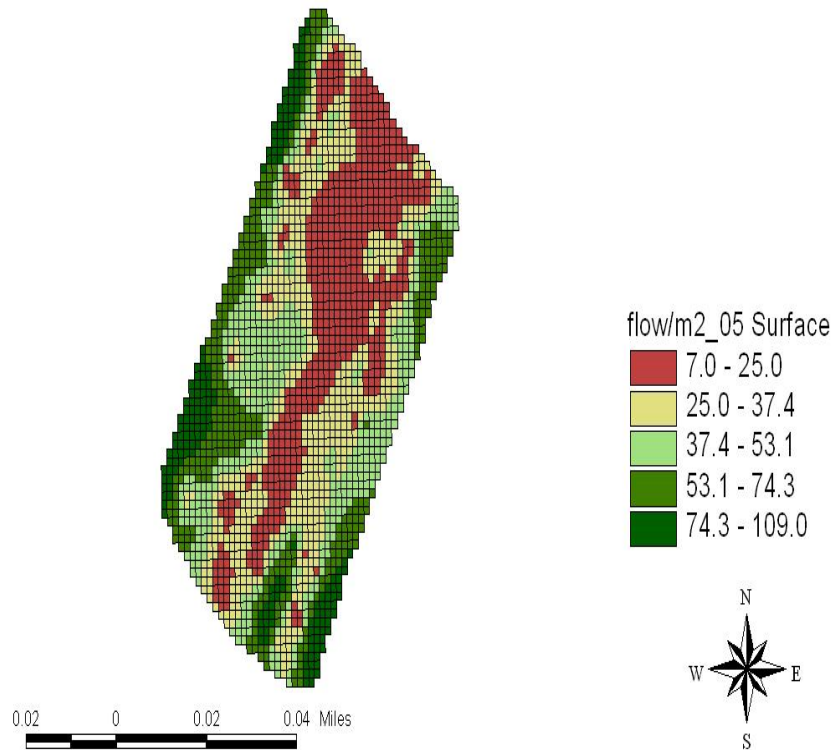 flow/m2_05 Surface
7.0 - 25.0
25.0 - 37.4
37.4 - 53.1
53.1 - 74.3
74.3 - 109.0
N
W E
S
0.02 0 0.02 0.04 Miles